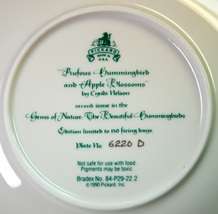 PICKARD
MADE IN
U.S.A.
"Rufous Hummingbird
and Apple Blossoms"
by Cyndi Nelson
second issue in the
Gems of Nature: The Beautiful Hummingbirds
Edition limited to 150 firing days.
Plate No. 6220 D
Not safe for use with food.
Pigments may be toxic.
Bradex No. 84-P29-22.2
©1990 Pickard, Inc.